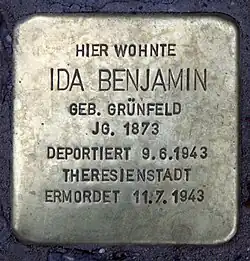 HIER WOHNTE
IDA BENJAMIN
GEB. GRÜNFELD
JG. 1873
DEPORTIERT 9.6.1943
THERESIENSTADT
ERMORDET 11.7.1943